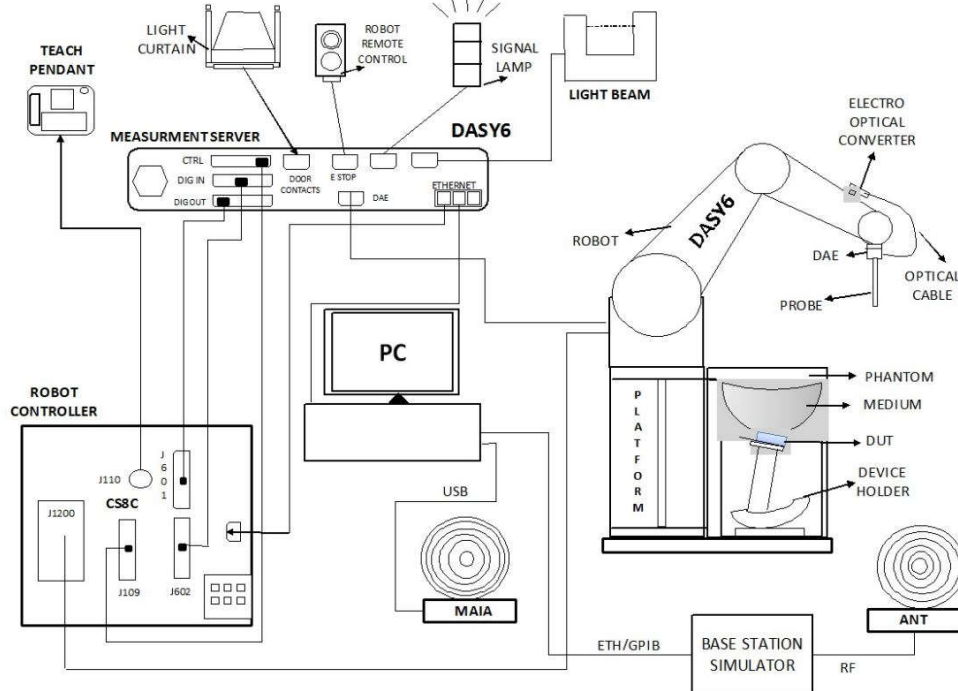 LIGHT
CURTAIN
ROBOT
REMOTE
CONTROL
SIGNAL
LAMP
LIGHT BEAM
TEACH
PENDANT
ELECTRO
OPTICAL
CONVERTER
MEASURMENT SERVER
DASY6
CTRL
DIG IN
DIGOUT
DOOR
CONTACTS
E STOP
DAE
ETHERNET
ROBOT
DASY6
DAE
OPTICAL
CABLE
PROBE
PC
PLATFORM
PHANTOM
MEDIUM
DUT
DEVICE
HOLDER
ROBOT
CONTROLLER
J110
J601
CS8C
J1200
J109
J602
USB
MAIA
ANT
ETH/GPIB
BASE STATION
SIMULATOR
RF